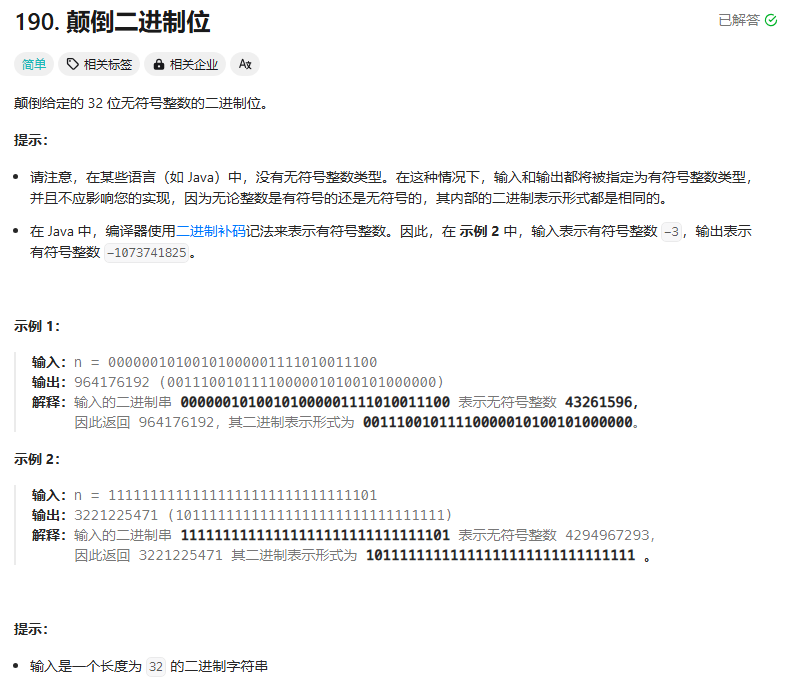 190. 颠倒二进制位
已解答
简单 相关标签 相关企业 Aあ
颠倒给定的 32 位无符号整数的二进制位。
提示：
请注意，在某些语言（如 Java）中，没有无符号整数类型。在这种情况下，输入和输出都将被指定为有符号整数类型，
并且不应影响您的实现，因为无论整数是有符号的还是无符号的，其内部的二进制表示形式都是相同的。
在 Java 中，编译器使用二进制补码记法来表示有符号整数。因此，在 示例 2 中，输入表示有符号整数 -3，输出表示
有符号整数 -1073741825。
示例 1：
输入：n = 00000010100101000001111010011100
输出：964176192 (00111001011110000010100101000000)
解释：输入的二进制串 00000010100101000001111010011100 表示无符号整数 43261596，
因此返回 964176192，其二进制表示形式为 00111001011110000010100101000000。
示例 2：
输入：n = 11111111111111111111111111111101
输出：3221225471 (10111111111111111111111111111111)
解释：输入的二进制串 11111111111111111111111111111101 表示无符号整数 4294967293，
因此返回 3221225471 其二进制表示形式为 10111111111111111111111111111111 。
提示：
输入是一个长度为 32 的二进制字符串